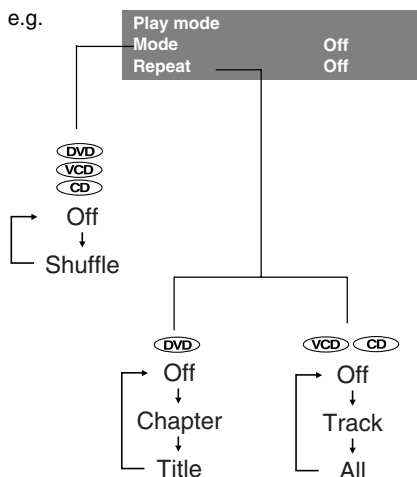 e.g.
Play mode
Mode Off
Repeat Off
DVD
VCD
CD
Off
Shuffle
DVD
Off
Chapter
Title
VCD CD
Off
Track
All